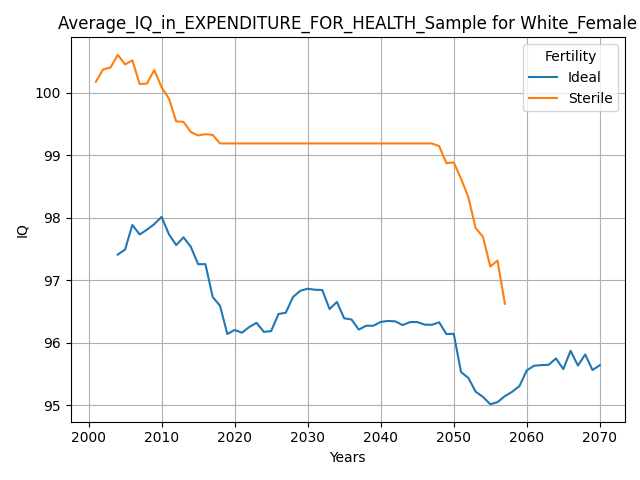 Average_IQ_in_EXPENDITURE_FOR_HEALTH_Sample for White_Female
Fertility
Ideal
Sterile
IQ
100
99
98
97
96
95
2000 2010 2020 2030 2040 2050 2060 2070
Years